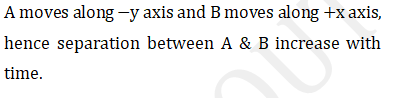 A moves along −y axis and B moves along +x axis,
hence separation between A & B increase with
time.